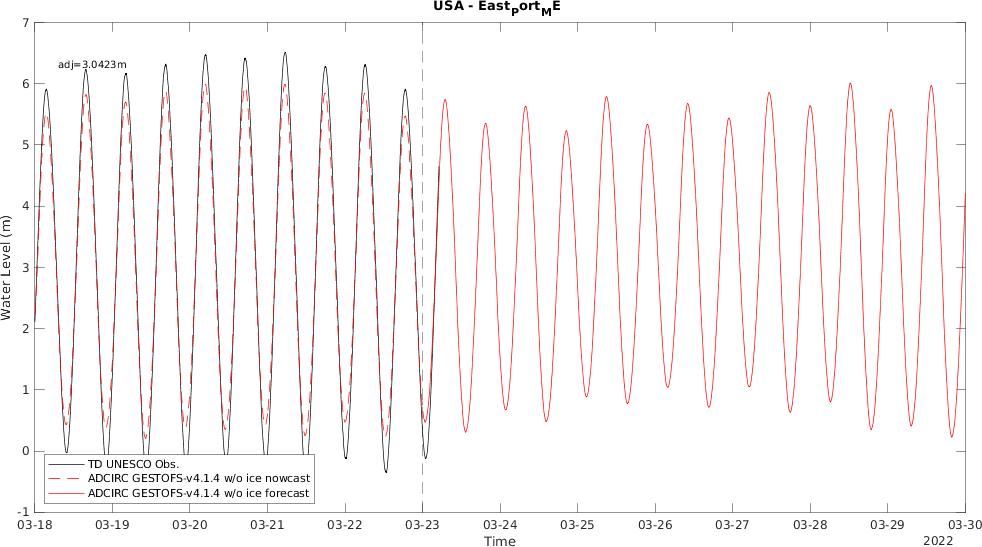 USA - EastPortME
7
adj=3.0423m
6
5
4
3
2
1
0
-1
Water Level (m)
TD UNESCO Obs.
ADCIRC GESTOFS-v4.1.4 w/o ice nowcast
ADCIRC GESTOFS-v4.1.4 w/o ice forecast
03-18 03-19 03-20 03-21 03-22 03-23 03-24 03-25 03-26 03-27 03-28 03-29 03-30
Time
2022